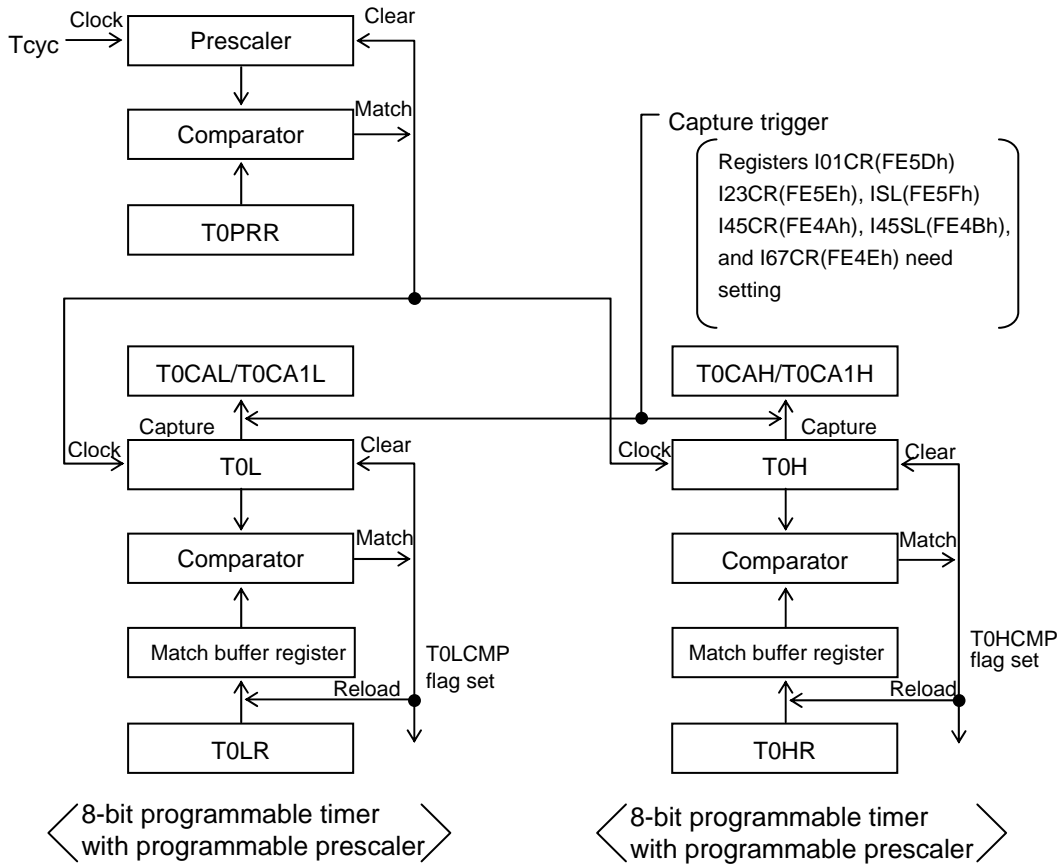 Clock
Clear
Tcyc
Prescaler
Match
Comparator
T0PRR
Capture trigger
Registers I01CR(FE5Dh)
I23CR(FE5Eh), ISL(FE5Fh)
I45CR(FE4Ah), I45SL(FE4Bh),
and I67CR(FE4Eh) need
setting
T0CAL/T0CA1L
T0CAH/T0CA1H
Capture
Capture
Clock
T0L
Clear
Clock
T0H
Clear
Comparator
Match
Comparator
Match
Match buffer register
T0LCMP
flag set
Match buffer register
T0HCMP
flag set
Reload
Reload
T0LR
T0HR
8-bit programmable timer
with programmable prescaler
8-bit programmable timer
with programmable prescaler